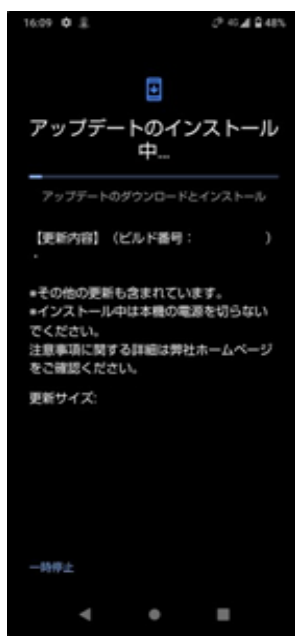 16:09
4G 48%
アップデートのインストール
中...
アップデートのダウンロードとインストール
【更新内容】（ビルド番号： ）
・
*その他の更新も含まれています。
*インストール中は本機の電源を切らない
でください。
注意事項に関する詳細は弊社ホームページ
をご確認ください。
更新サイズ:
一時停止